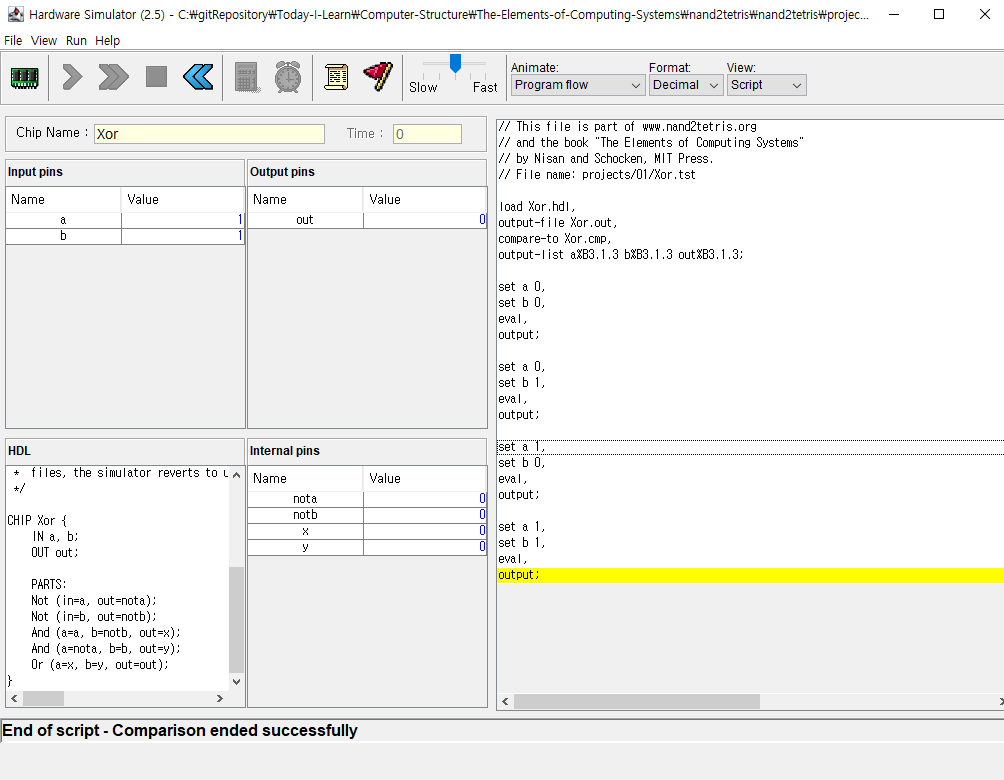 Hardware Simulator (2.5) - C:₩gitRepository₩Today-I-Learn₩Computer-Structure₩The-Elements-of-Computing-Systems₩nand2tetris₩nand2tetris₩projec...
File View Run Help
Slow Fast
Animate: Format: View:
Program flow Decimal Script
Chip Name : Xor Time : 0
Input pins
Name Value
a 1
b 1
Output pins
Name Value
out 0
HDL
* files, the simulator reverts to u
*/
CHIP Xor {
IN a, b;
OUT out;
PARTS:
Not (in=a, out=nota);
Not (in=b, out=notb);
And (a=a, b=notb, out=x);
And (a=nota, b=b, out=y);
Or (a=x, b=y, out=out);
}
Internal pins
Name Value
nota 0
notb 0
x 0
y 0
// This file is part of www.nand2tetris.org
// and the book "The Elements of Computing Systems"
// by Nisan and Schocken, MIT Press.
// File name: projects/01/Xor.tst
load Xor.hdl,
output-file Xor.out,
compare-to Xor.cmp,
output-list a%B3.1.3 b%B3.1.3 out%B3.1.3;
set a 0,
set b 0,
eval,
output;
set a 0,
set b 1,
eval,
output;
set a 1,
set b 0,
eval,
output;
set a 1,
set b 1,
eval,
output;
End of script - Comparison ended successfully